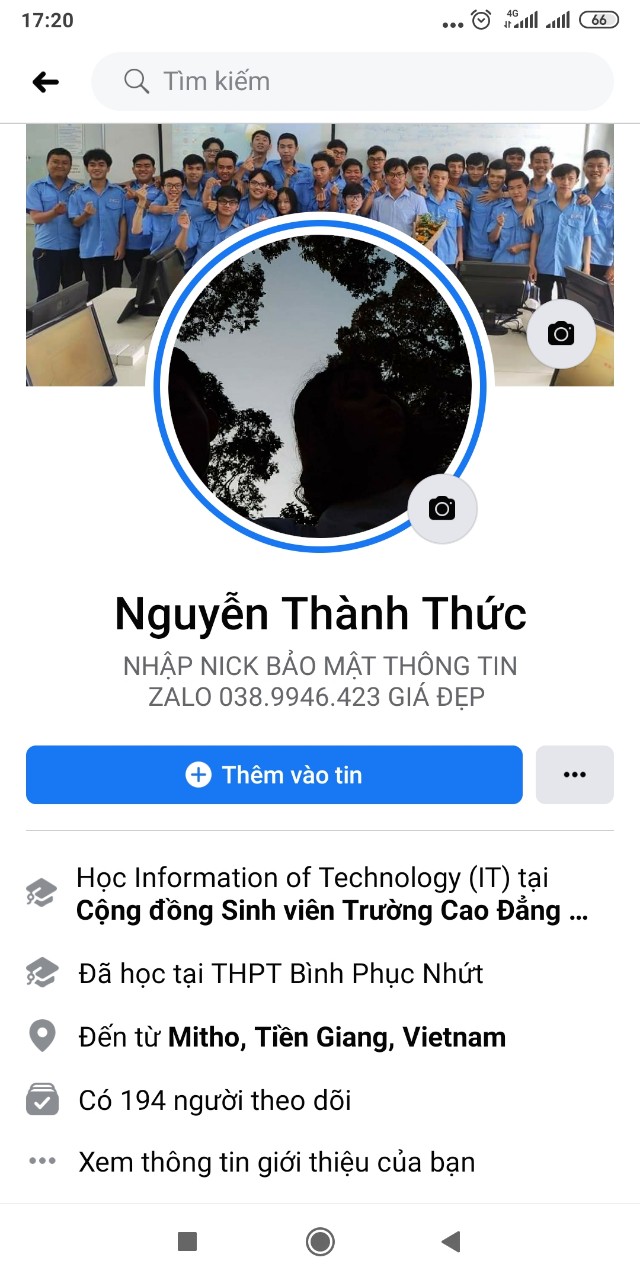 17:20
4G
66
Tìm kiếm
Nguyễn Thành Thức
NHẬP NICK BẢO MẬT THÔNG TIN
ZALO 038.9946.423 GIÁ ĐẸP
Thêm vào tin
Học Information of Technology (IT) tại
Cộng đồng Sinh viên Trường Cao Đẳng ...
Đã học tại THPT Bình Phục Nhứt
Đến từ Mitho, Tiền Giang, Vietnam
Có 194 người theo dõi
Xem thông tin giới thiệu của bạn